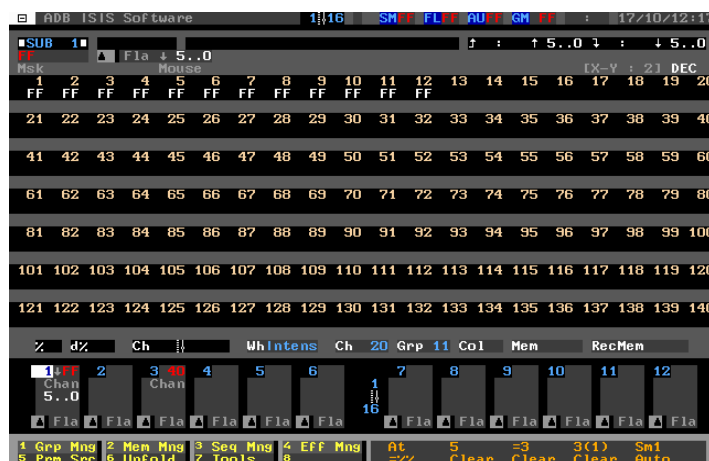 ADB ISIS Software 1 16 SMFF FLFF AUFF GM FF : 17/10/12:1
SUB 1 : ↑ 5..0 : ↓ 5..0
FF Fla ↓ 5..0
Msk Mouse [X-Y : 2] DEC
1 2 3 4 5 6 7 8 9 10 11 12 13 14 15 16 17 18 19 20
FF FF FF FF FF FF FF FF FF FF FF FF
21 22 23 24 25 26 27 28 29 30 31 32 33 34 35 36 37 38 39 40
41 42 43 44 45 46 47 48 49 50 51 52 53 54 55 56 57 58 59 60
61 62 63 64 65 66 67 68 69 70 71 72 73 74 75 76 77 78 79 80
81 82 83 84 85 86 87 88 89 90 91 92 93 94 95 96 97 98 99 100
101 102 103 104 105 106 107 108 109 110 111 112 113 114 115 116 117 118 119 120
121 122 123 124 125 126 127 128 129 130 131 132 133 134 135 136 137 138 139 140
% d% Ch WhIntens Ch 20 Grp 11 Col Mem RecMem
1↓FF 2 3 40 4 5 6 7 8 9 10 11 12
Chan Chan 1
5..0
16
Fla Fla Fla Fla Fla Fla Fla Fla Fla Fla Fla Fla
1 Grp Mng 2 Mem Mng 3 Seq Mng 4 Eff Mng At 5 =3 3(1) Sm1
5 Prm Src 6 Unfold 7 Tools 8 =%% Clear Clear Clear Auto